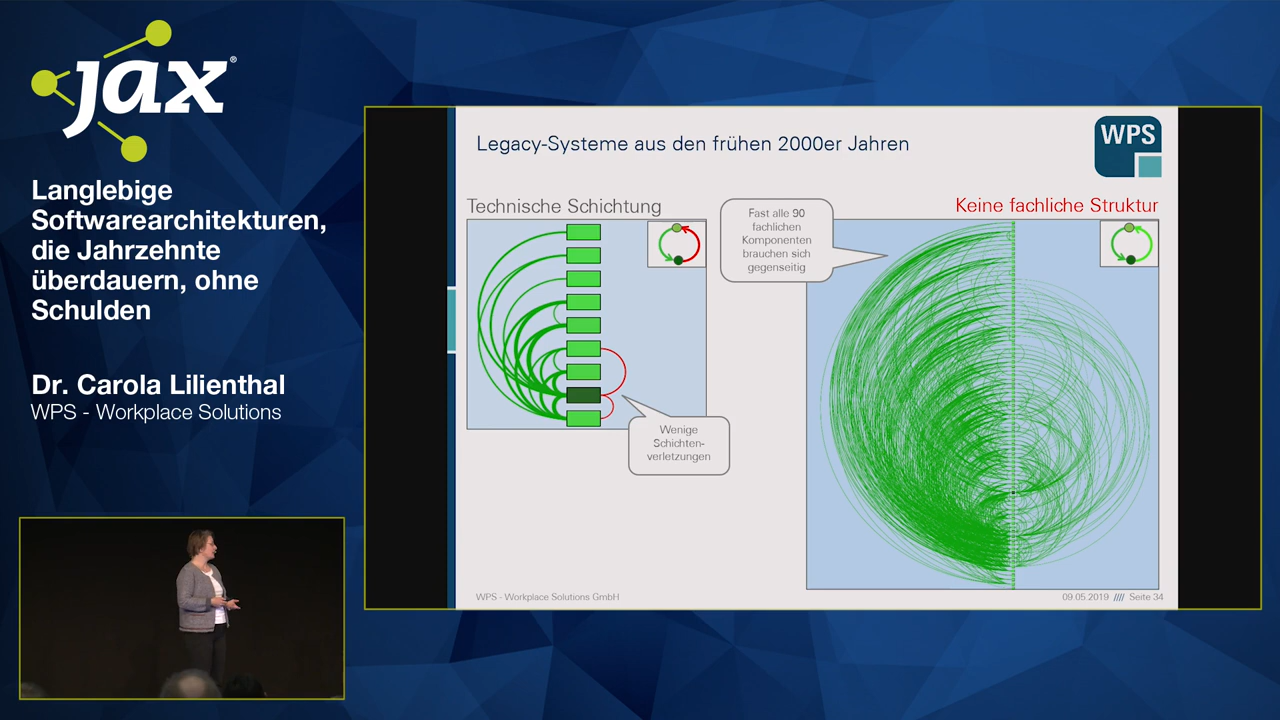 jax®
Langlebige
Softwarearchitekturen,
die Jahrzehnte
überdauern, ohne
Schulden
Dr. Carola Lilienthal
WPS - Workplace Solutions
Legacy-Systeme aus den frühen 2000er Jahren
WPS
Technische Schichtung
Keine fachliche Struktur
Fast alle 90
fachlichen
Komponenten
brauchen sich
gegenseitig
Wenige
Schichten-
verletzungen
WPS - Workplace Solutions GmbH
09.05.2019 //// Seite 34